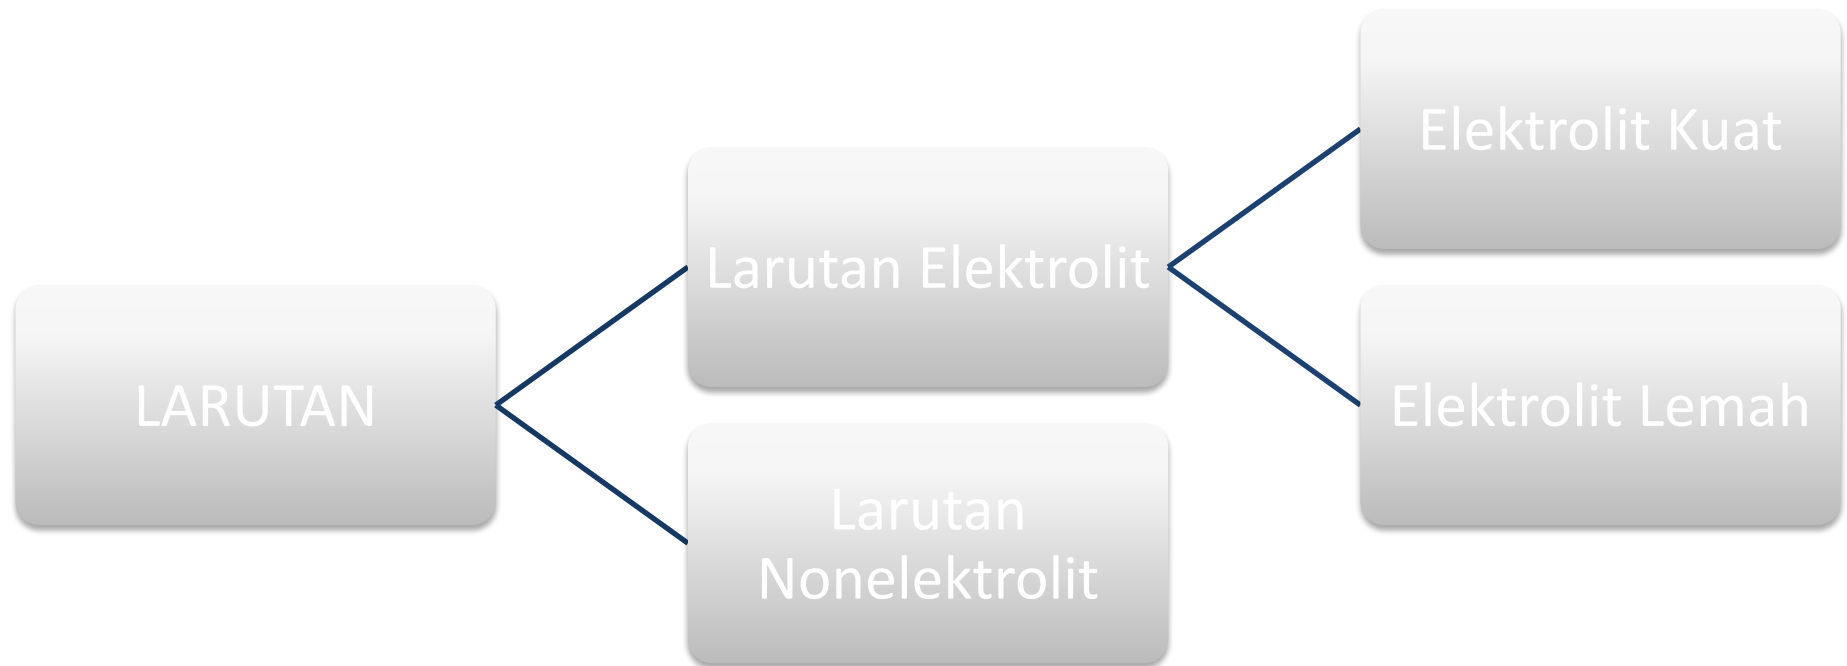 LARUTAN
Larutan Elektrolit
Larutan
Nonelektrolit
Elektrolit Kuat
Elektrolit Lemah